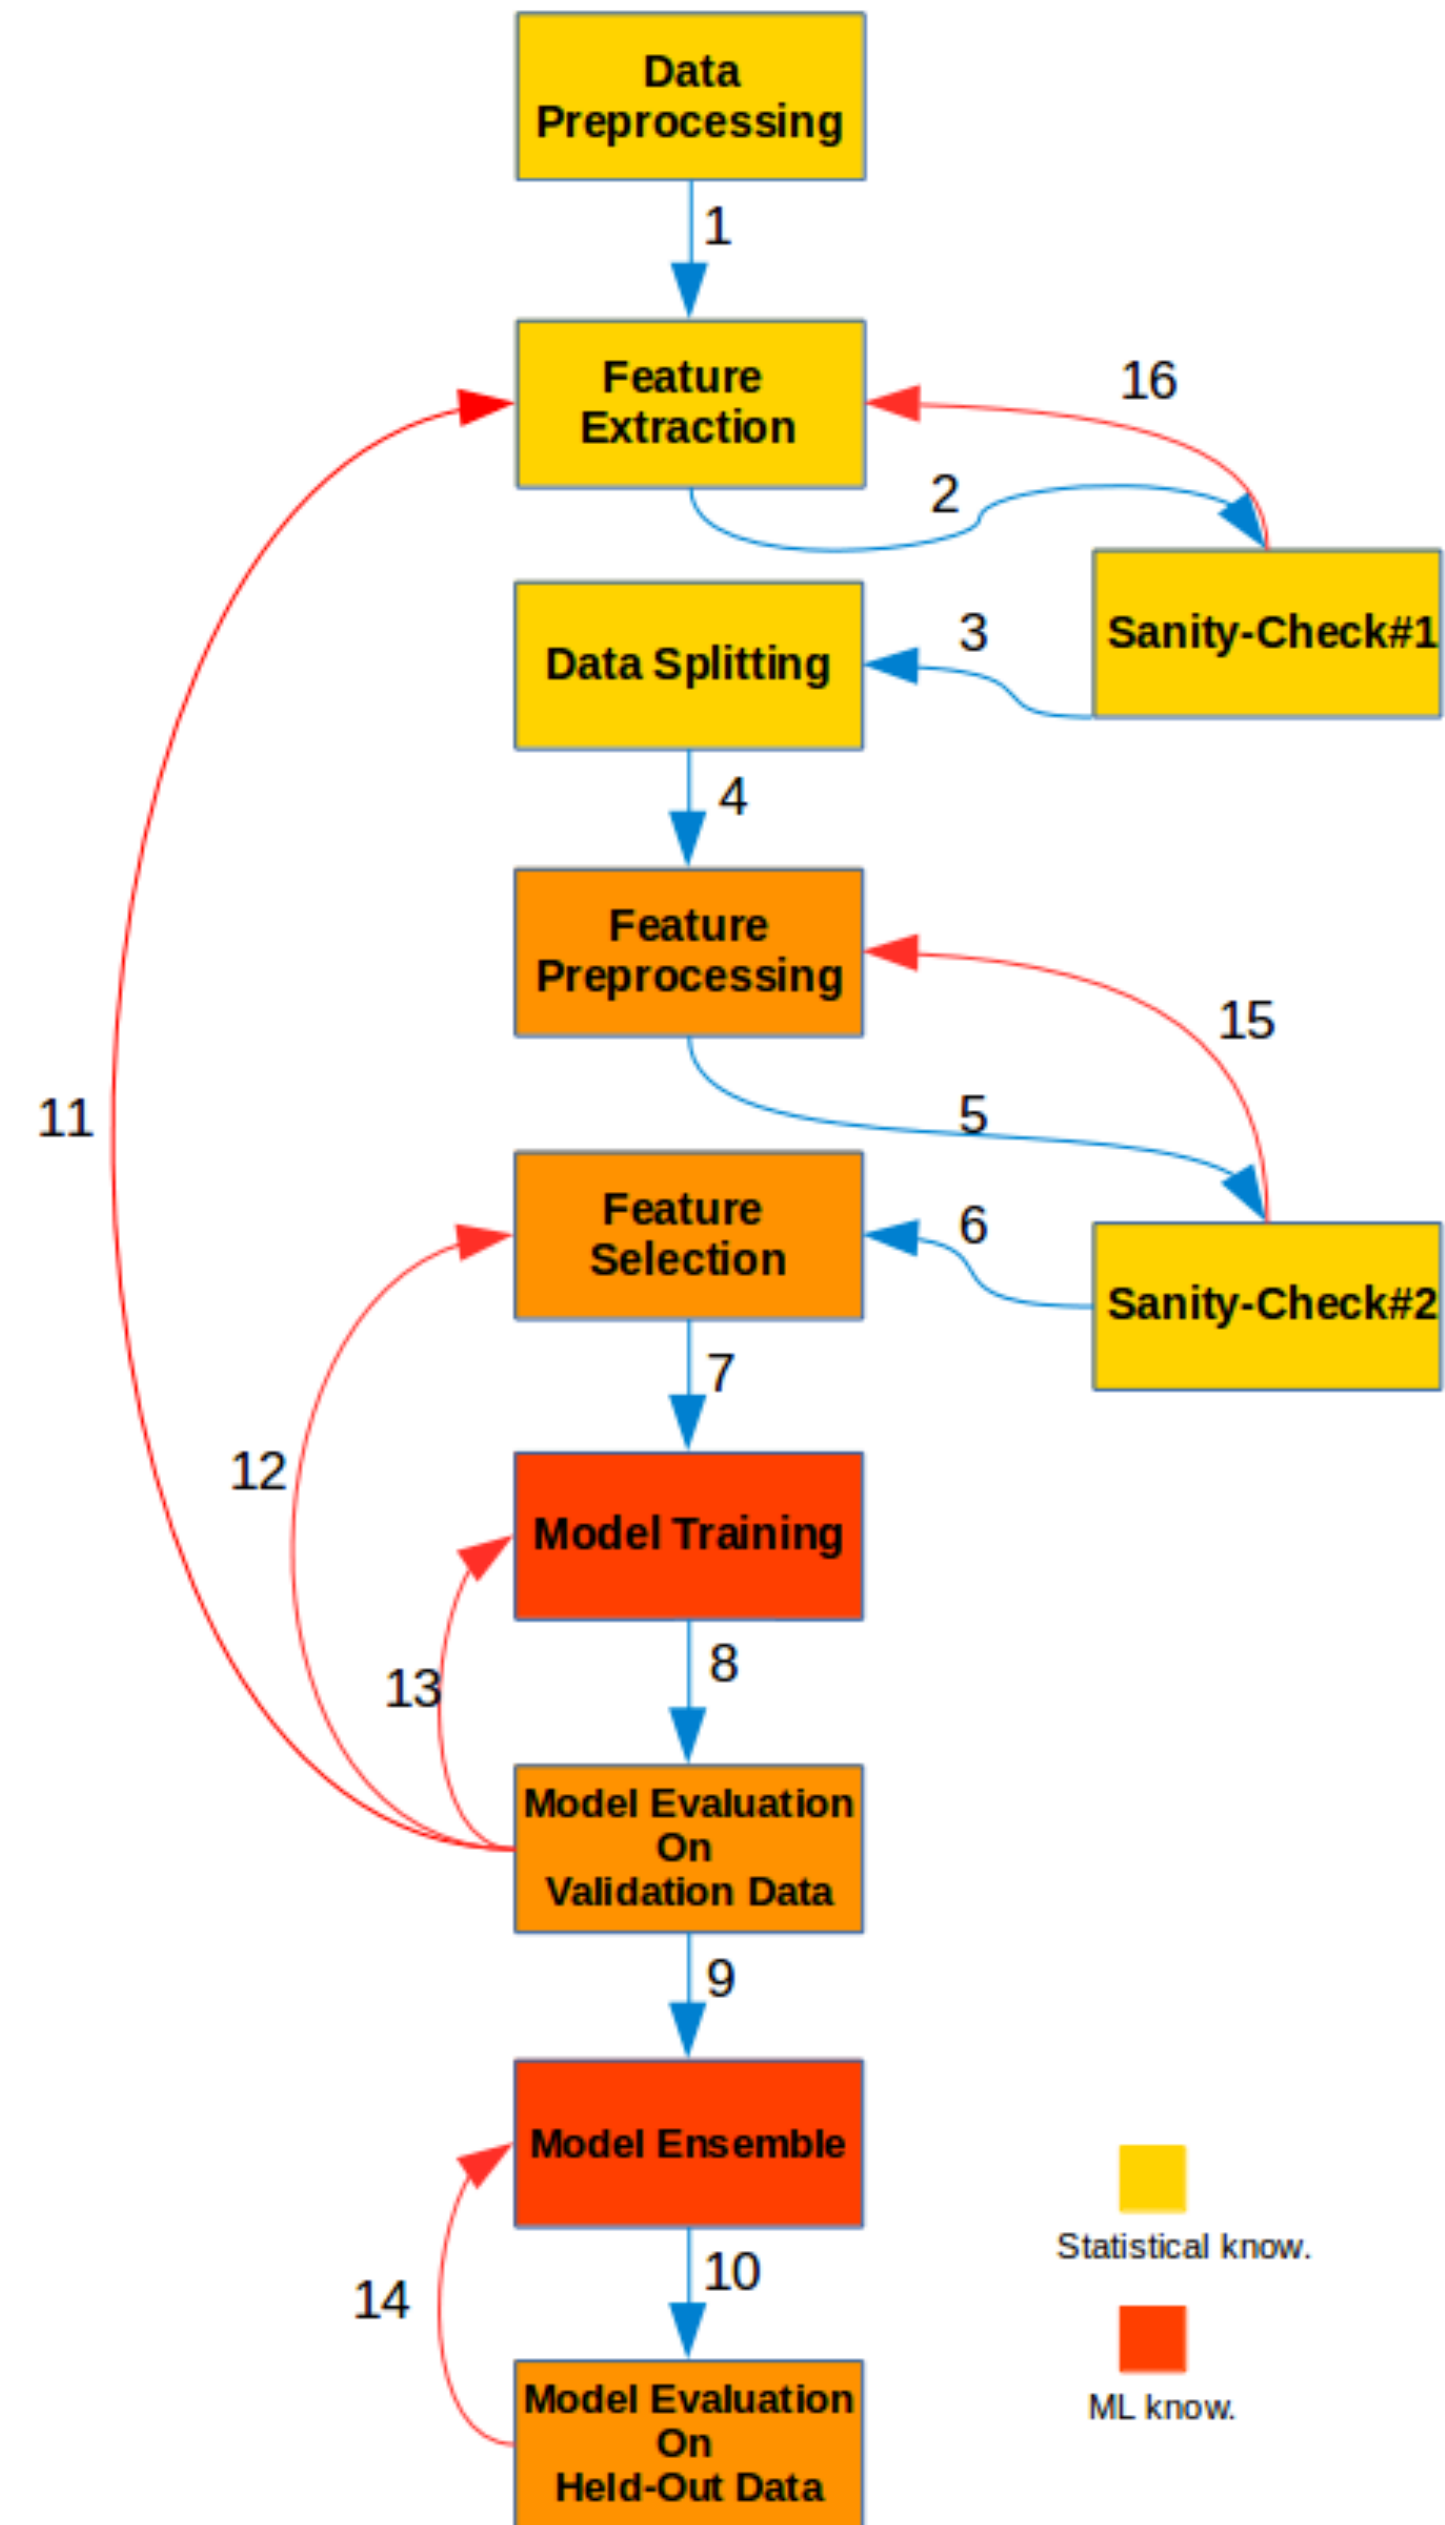 Data
Preprocessing
1
Feature
Extraction
16
2
Sanity-Check#1
3
Data Splitting
4
Feature
Preprocessing
15
11
5
Feature
Selection
6
Sanity-Check#2
7
12
Model Training
13
8
Model Evaluation
On
Validation Data
9
Model Ensemble
Statistical know.
10
14
ML know.
Model Evaluation
On
Held-Out Data